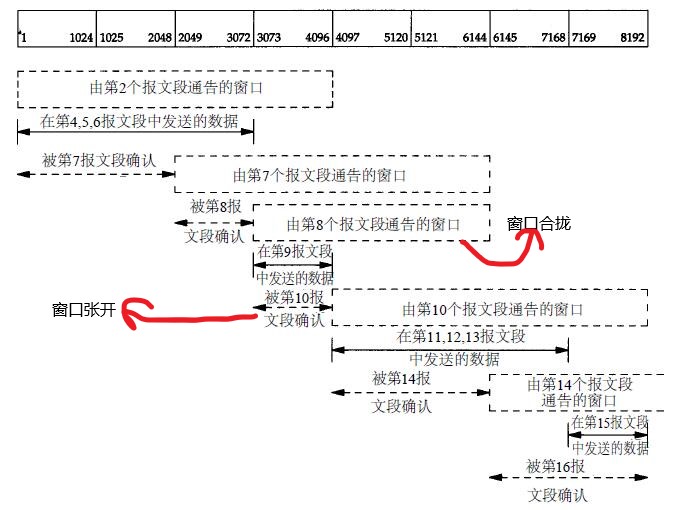 1 1024 1025 2048 2049 3072 3073 4096 4097 5120 5121 6144 6145 7168 7169 8192
由第2个报文段通告的窗口
在第4,5,6报文段中发送的数据
被第7报文段确认
由第7个报文段通告的窗口
被第8报
文段确认
由第8个报文段通告的窗口
窗口合拢
在第9报文段
中发送的数据
被第10报
文段确认
窗口张开
由第10个报文段通告的窗口
在第11,12,13报文段
中发送的数据
被第14报
文段确认
由第14个报文段
通告的窗口
在第15报文段
中发送的数据
被第16报
文段确认